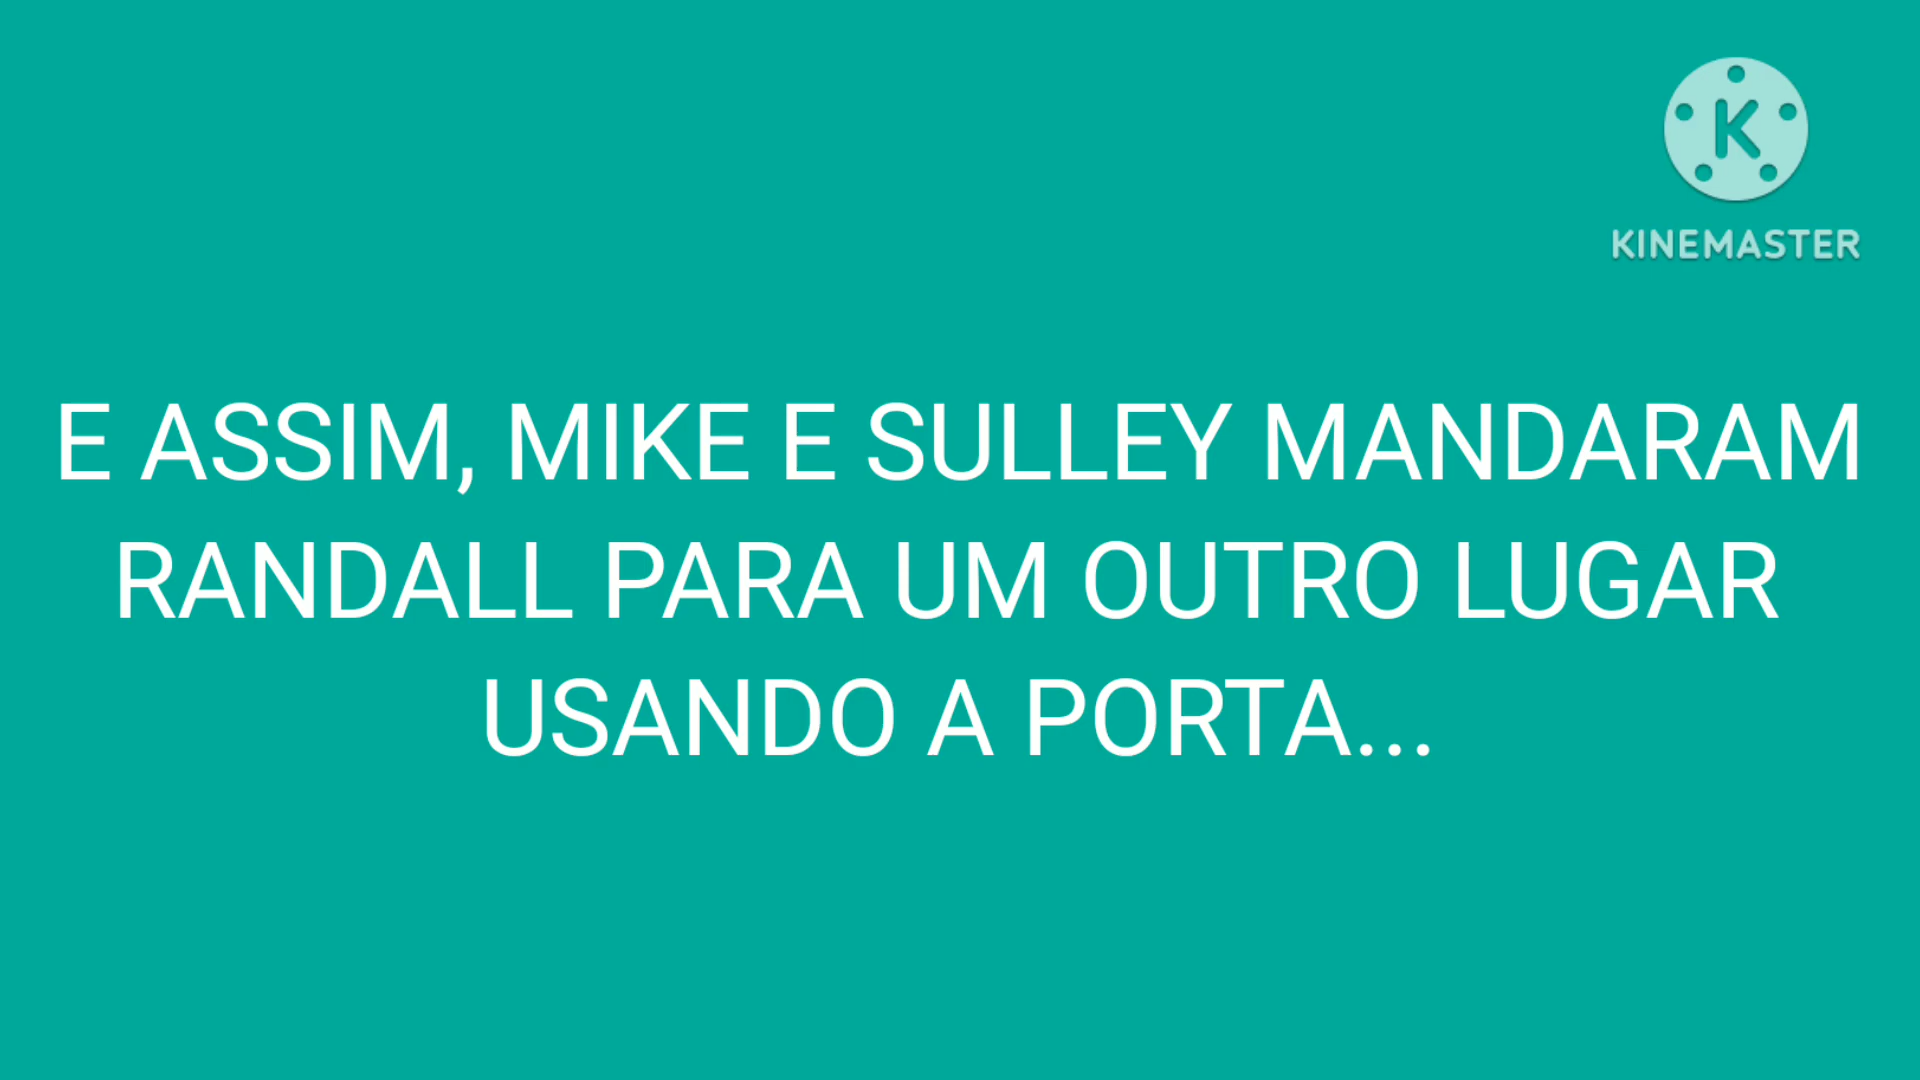 K
KINEMASTER
E ASSIM, MIKE E SULLEY MANDARAM
RANDALL PARA UM OUTRO LUGAR
USANDO A PORTA...